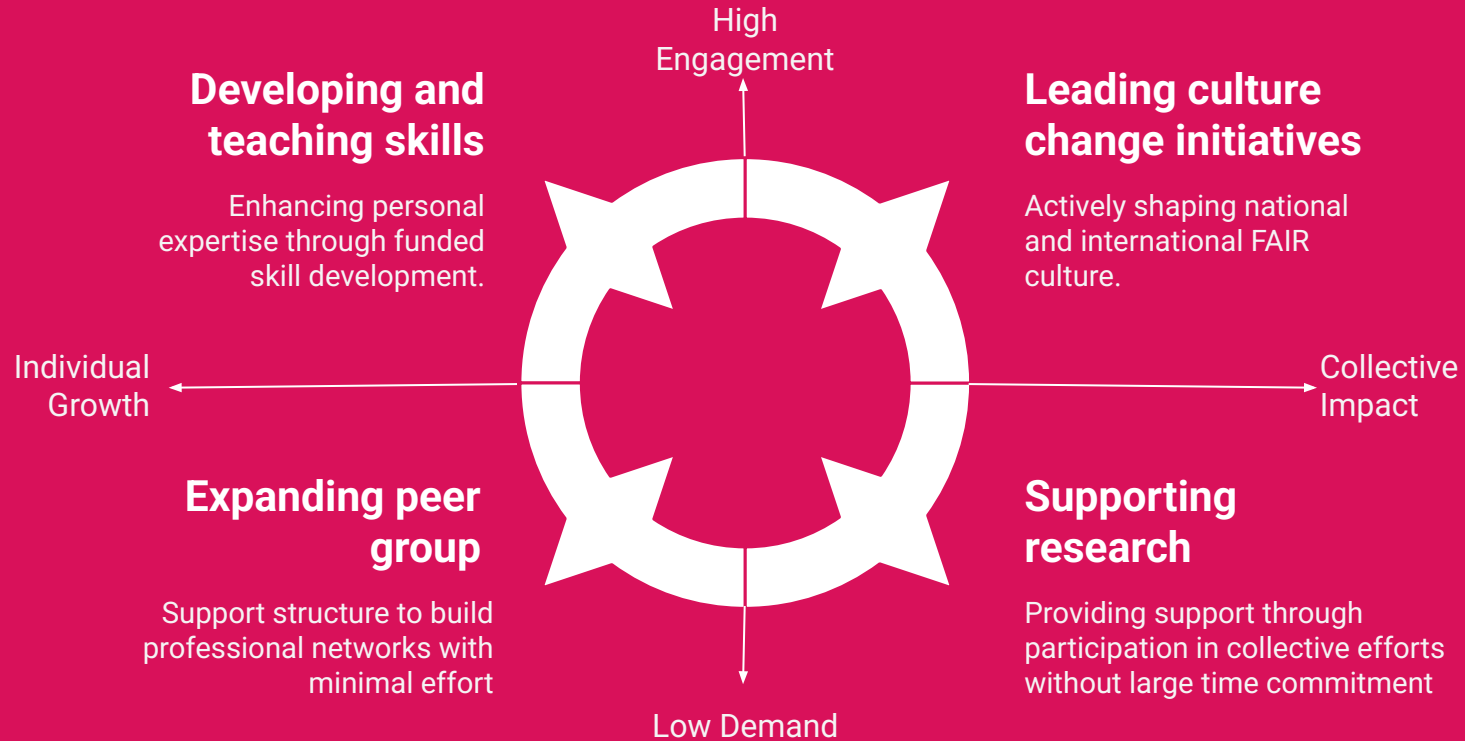 High
Engagement
Developing and
teaching skills
Enhancing personal
expertise through funded
skill development.
Leading culture
change initiatives
Actively shaping national
and international FAIR
culture.
Individual
Growth
Collective
Impact
Expanding peer
group
Support structure to build
professional networks with
minimal effort
Supporting
research
Providing support through
participation in collective efforts
without large time commitment
Low Demand